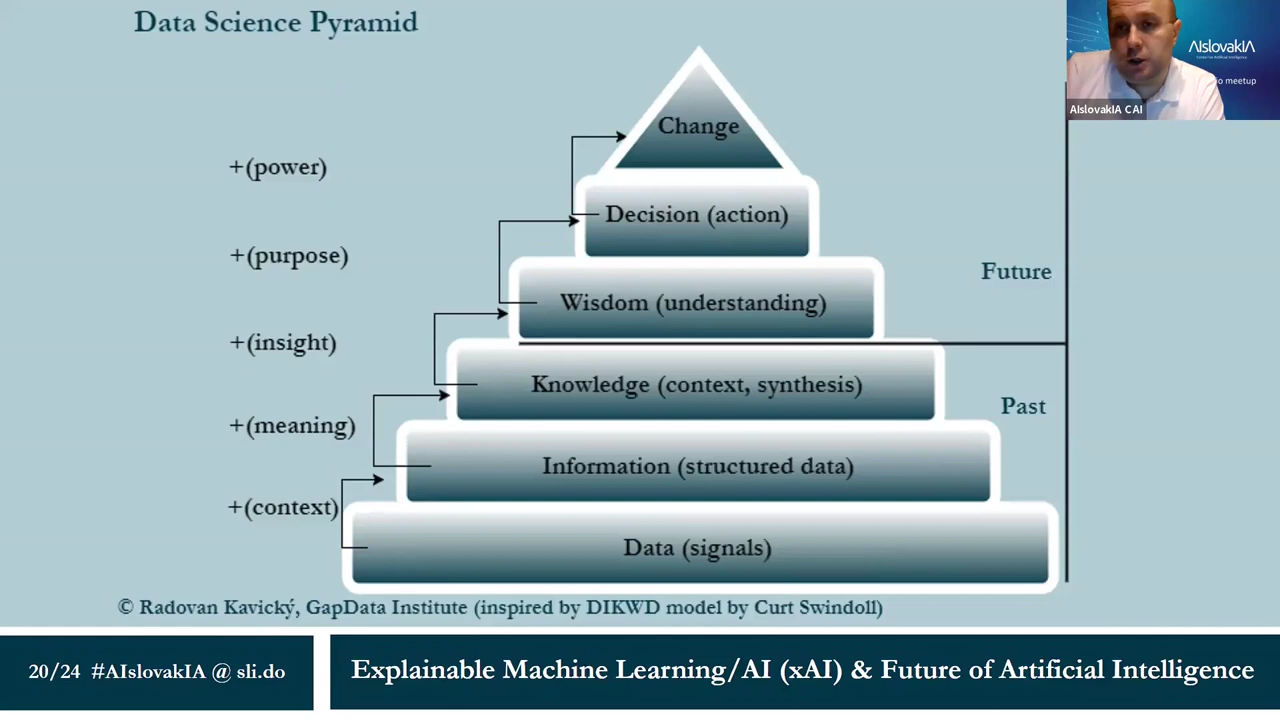 Data Science Pyramid
AIslovakIA
o meetup
AIslovakIA CAI
Change
+(power)
Decision (action)
+(purpose)
Future
Wisdom (understanding)
+(insight)
Knowledge (context, synthesis)
Past
+(meaning)
Information (structured data)
+(context)
Data (signals)
© Radovan Kavický, GapData Institute (inspired by DIKWD model by Curt Swindoll)
20/24 #AIslovakIA @ sli.do
Explainable Machine Learning/AI (xAI) & Future of Artificial Intelligence